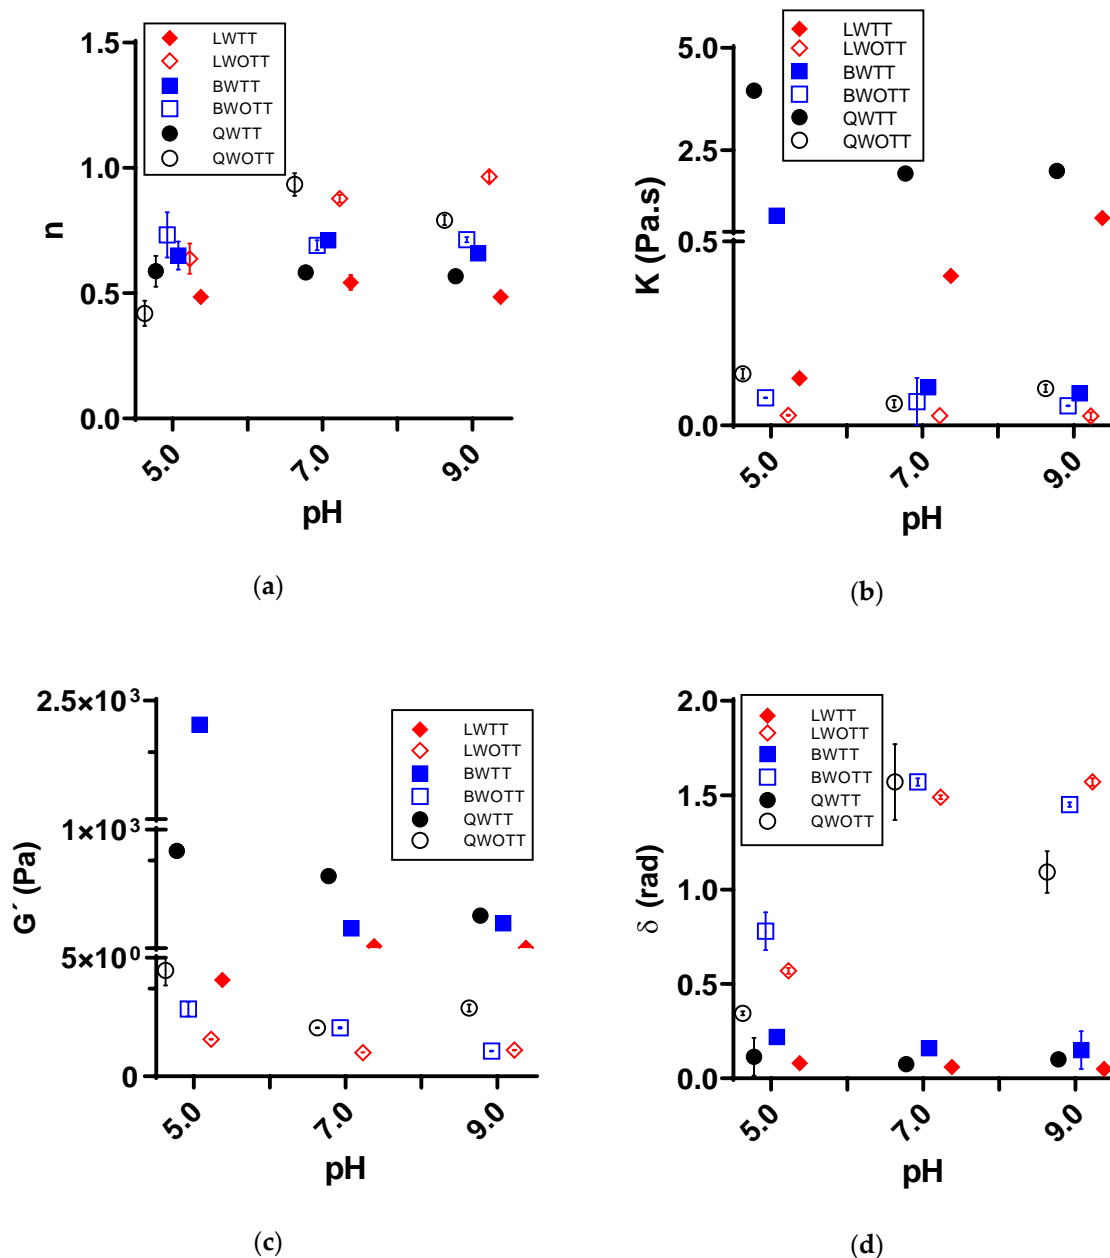 1.5
1.0
0.5
0.0
n
LWTT
LWOTT
BWTT
BWOTT
QWTT
QWOTT
5.0
7.0
9.0
pH
(a)
5.0
2.5
0.5
0.0
K (Pa.s)
LWTT
LWOTT
BWTT
BWOTT
QWTT
QWOTT
5.0
7.0
9.0
pH
(b)
2.5×10³
1×10³
5×10⁰
0
G´ (Pa)
LWTT
LWOTT
BWTT
BWOTT
QWTT
QWOTT
5.0
7.0
9.0
pH
(c)
2.0
1.5
1.0
0.5
0.0
δ (rad)
LWTT
LWOTT
BWTT
BWOTT
QWTT
QWOTT
5.0
7.0
9.0
pH
(d)